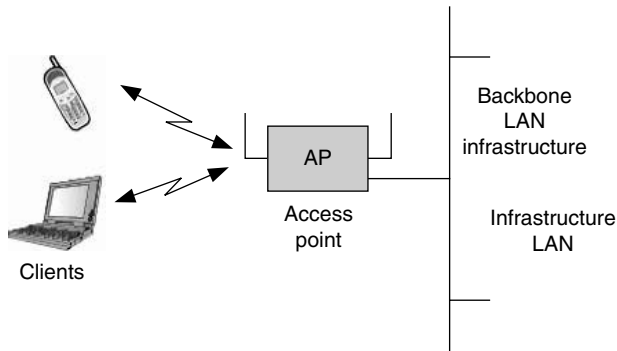 Clients
AP
Access
point
Backbone
LAN
infrastructure
Infrastructure
LAN